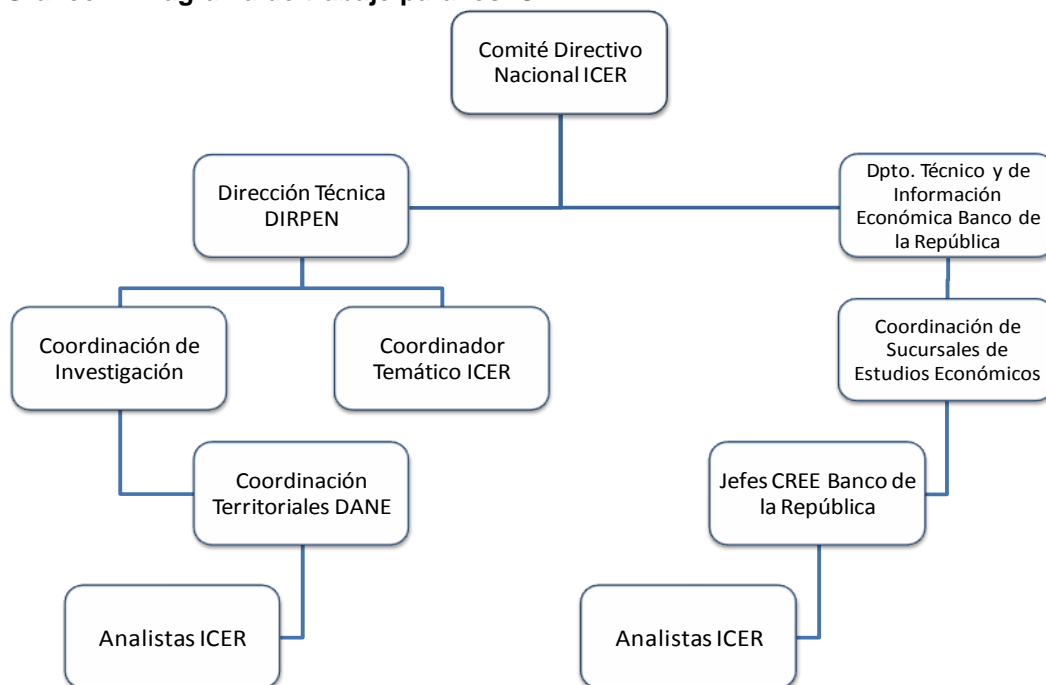 Comité Directivo
Nacional ICER
Dirección Técnica
DIRPEN
Dpto. Técnico y de
Información
Económica Banco de
la República
Coordinación de
Investigación
Coordinador
Temático ICER
Coordinación de
Sucursales de
Estudios Económicos
Coordinación
Territoriales DANE
Jefes CREE Banco de
la República
Analistas ICER
Analistas ICER